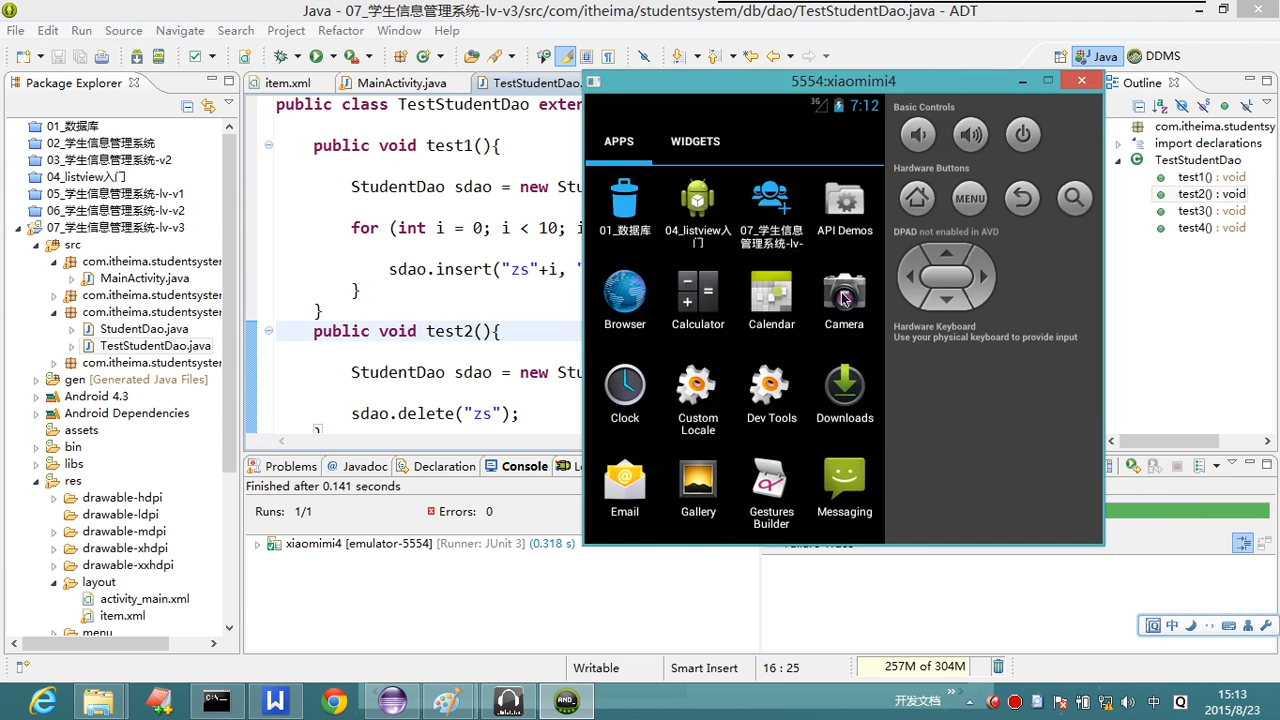 Java - 07_学生信息管理系统-lv-v3/src/com/itheima/studentsystem/db/dao/TestStudentDao.java - ADT
File Edit Run Source Navigate Search Project Refactor Window Help
Java DDMS
Package Explorer
01_数据库
02_学生信息管理系统
03_学生信息管理系统-v2
04_listview入门
05_学生信息管理系统-lv-v1
06_学生信息管理系统-lv-v2
07_学生信息管理系统-lv-v3
src
com.itheima.studentsystem
MainActivity.java
com.itheima.studentsyster
com.itheima.studentsyster
StudentDao.java
TestStudentDao.java
com.itheima.studentsyster
gen [Generated Java Files]
Android 4.3
Android Dependencies
assets
bin
libs
res
drawable-hdpi
drawable-ldpi
drawable-mdpi
drawable-xhdpi
drawable-xxhdpi
layout
activity_main.xml
item.xml
menu
item.xml MainActivity.java TestStudentDao
public class TestStudentDao exter
public void test1(){
StudentDao sdao = new Stu
for (int i = 0; i < 10; i
sdao.insert("zs"+i, "
}
}
public void test2(){
StudentDao sdao = new Stu
sdao.delete("zs");
}
5554:xiaomimi4
3G 7:12
APPS WIDGETS
01_数据库
04_listview入门
07_学生信息管理系统-lv-
API Demos
Browser Calculator Calendar Camera
Clock
Custom Locale
Dev Tools Downloads
Email Gallery
Gestures Builder
Messaging
Basic Controls
Hardware Buttons
MENU
DPAD not enabled in AVD
Hardware Keyboard
Use your physical keyboard to provide input
Outline
com.itheima.studentsy
import declarations
TestStudentDao
test1() : void
test2() : void
test3() : void
test4() : void
Problems Javadoc Declaration Console
Finished after 0.141 seconds
Runs: 1/1 Errors: 0
xiaomimi4 [emulator-5554] [Runner: JUnit 3] (0.318 s)
Writable Smart Insert 16 : 25 257M of 304M
中
开发文档 中 Q
15:13
2015/8/23